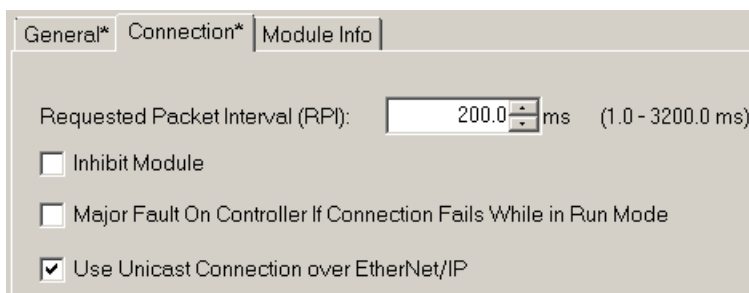 General* Connection* Module Info
Requested Packet Interval (RPI): 200.0 ms (1.0 - 3200.0 ms)
Inhibit Module
Major Fault On Controller If Connection Fails While in Run Mode
Use Unicast Connection over EtherNet/IP